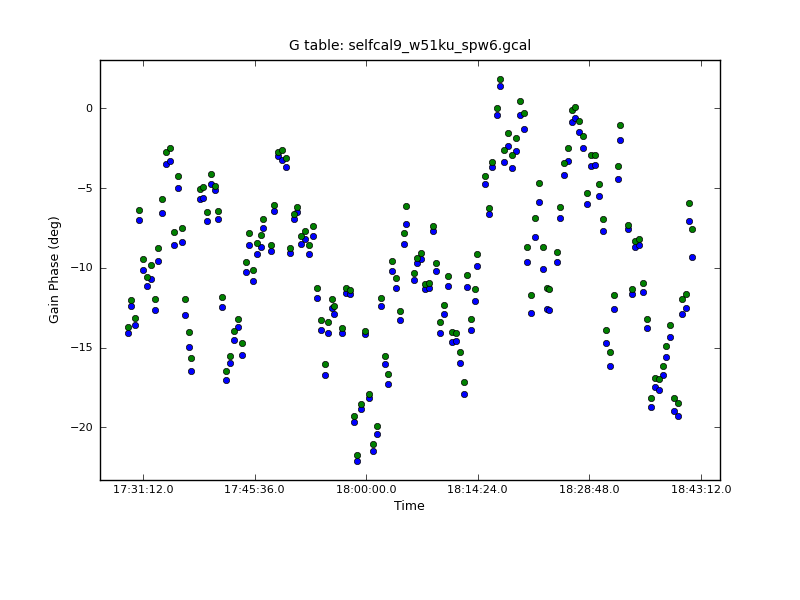 G table: selfcal9_w51ku_spw6.gcal
Gain Phase (deg)
0
−5
−10
−15
−20
17:31:12.0 17:45:36.0 18:00:00.0 18:14:24.0 18:28:48.0 18:43:12.0
Time